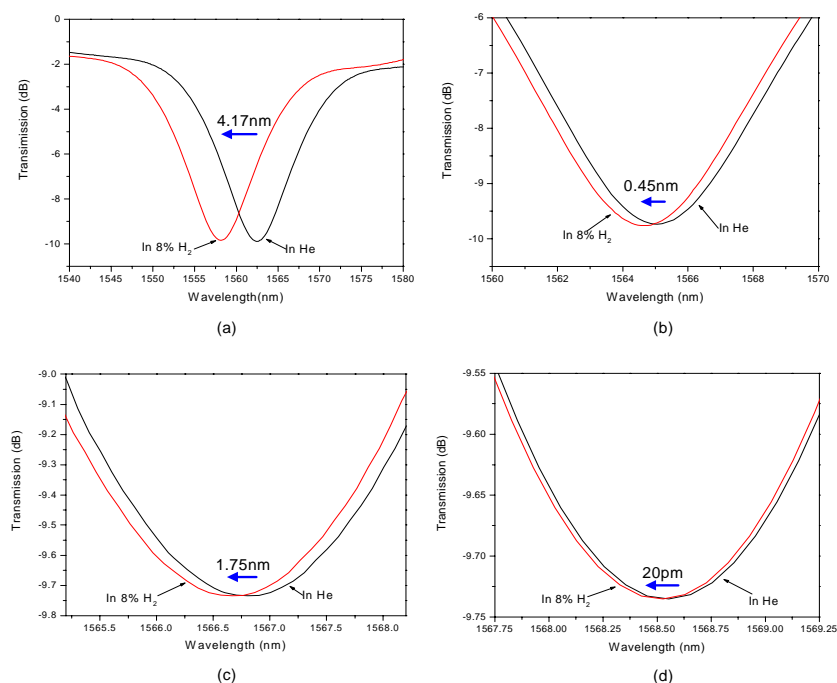 0
-2
-4
-6
-8
-10
Transimission (dB)
4.17nm
In 8% H2
In He
1540 1545 1550 1555 1560 1565 1570 1575 1580
Wavelength(nm)
(a)
-6
-7
-8
-9
-10
Transmission (dB)
0.45nm
In 8% H2
In He
1560 1562 1564 1566 1568 1570
Wavelength (nm)
(b)
-9.0
-9.1
-9.2
-9.3
-9.4
-9.5
-9.6
-9.7
-9.8
Transmission (dB)
1.75nm
In 8% H2
In He
1565.5 1566.0 1566.5 1567.0 1567.5 1568.0
Wavelength (nm)
(c)
-9.55
-9.60
-9.65
-9.70
-9.75
Transmission (dB)
20pm
In 8% H2
In He
1567.75 1568.00 1568.25 1568.50 1568.75 1569.00 1569.25
Wavelength (nm)
(d)